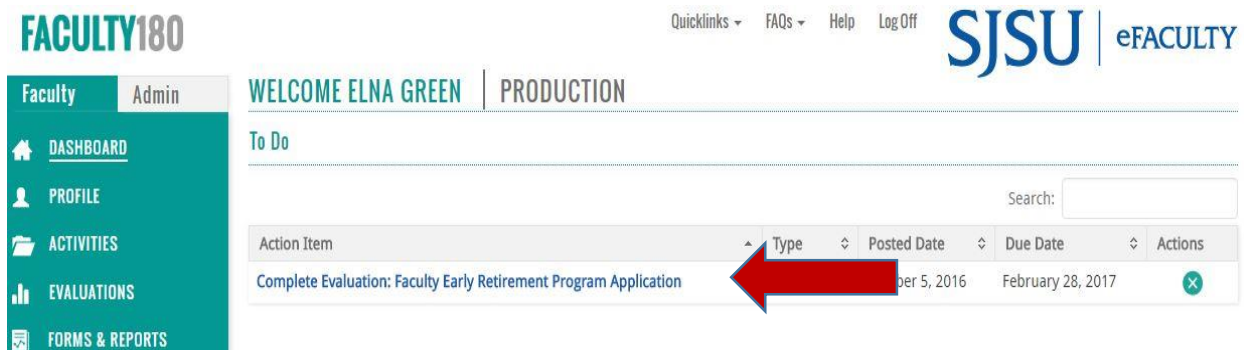 FACULTY180
Quicklinks FAQs Help Log Off
SJSU eFACULTY
Faculty Admin
WELCOME ELNA GREEN PRODUCTION
DASHBOARD
To Do
PROFILE
Search:
ACTIVITIES
Action Item Type Posted Date Due Date Actions
Complete Evaluation: Faculty Early Retirement Program Application 5, 2016 February 28, 2017
EVALUATIONS
FORMS & REPORTS